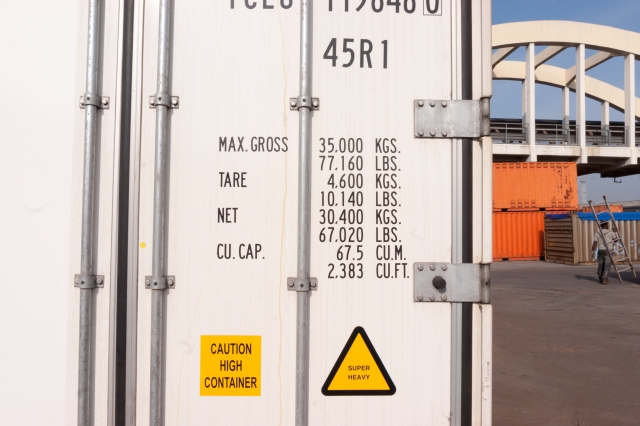 45R1
MAX. GROSS 35,000 KGS.
77,160 LBS.
TARE 4,600 KGS.
10,140 LBS.
NET 30,400 KGS.
67,020 LBS.
CU. CAP. 67.5 CU.M.
2,383 CU.FT.
CAUTION
HIGH
CONTAINER
SUPER
HEAVY